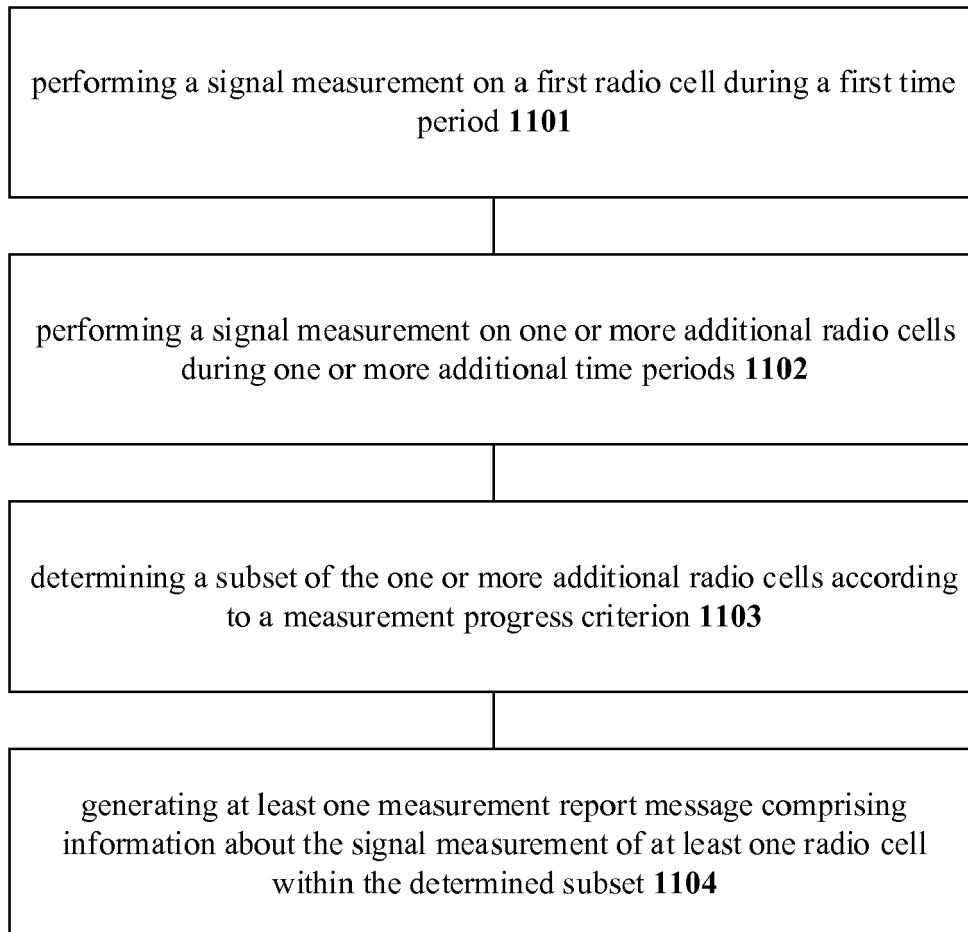 performing a signal measurement on a first radio cell during a first time
period 1101
performing a signal measurement on one or more additional radio cells
during one or more additional time periods 1102
determining a subset of the one or more additional radio cells according
to a measurement progress criterion 1103
generating at least one measurement report message comprising
information about the signal measurement of at least one radio cell
within the determined subset 1104